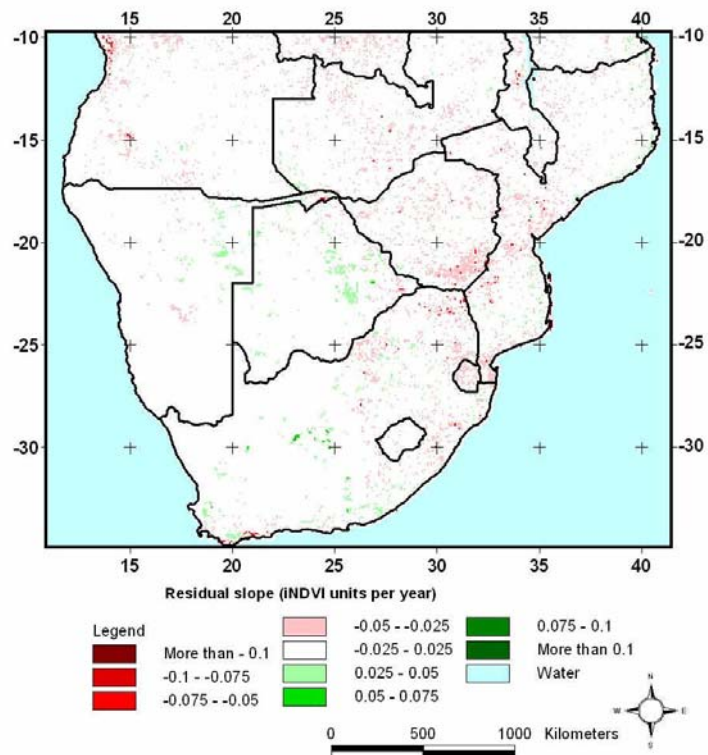 15 20 25 30 35 40
-10 -10
-15 -15
-20 -20
-25 -25
-30 -30
15 20 25 30 35 40
Residual slope (iNDVI units per year)
Legend
More than - 0.1
-0.1 - -0.075
-0.075 - -0.05
-0.05 - -0.025
-0.025 - 0.025
0.025 - 0.05
0.05 - 0.075
0.075 - 0.1
More than 0.1
Water
N
W E
S
0 500 1000 Kilometers